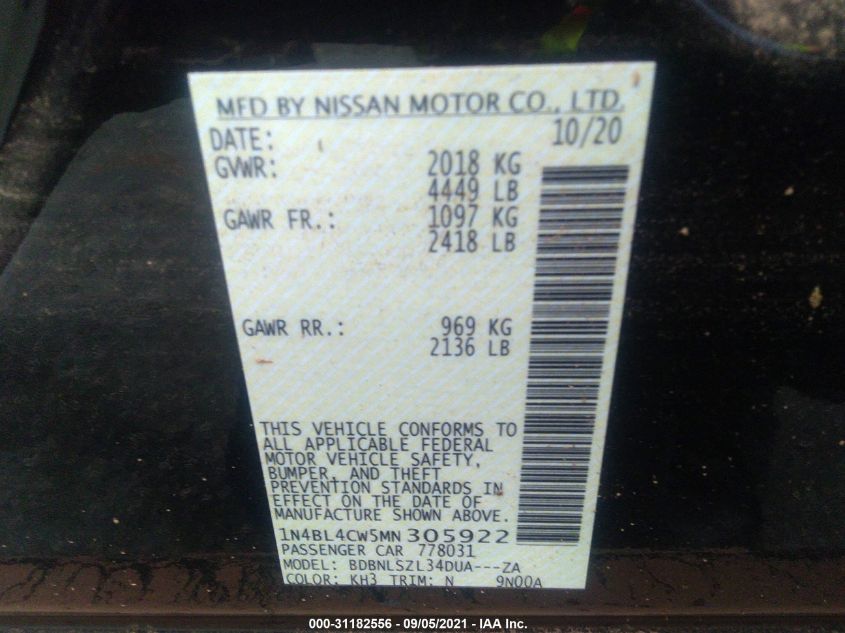 MFD BY NISSAN MOTOR CO., LTD.
DATE: 10/20
GVWR: 2018 KG
4449 LB
GAWR FR.: 1097 KG
2418 LB
GAWR RR.: 969 KG
2136 LB
THIS VEHICLE CONFORMS TO
ALL APPLICABLE FEDERAL
MOTOR VEHICLE SAFETY,
BUMPER, AND THEFT
PREVENTION STANDARDS IN
EFFECT ON THE DATE OF
MANUFACTURE SHOWN ABOVE.
1N4BL4CW5MN305922
PASSENGER CAR 778031
MODEL: BDBNLSZL34DUA---ZA
COLOR: KH3 TRIM: N 9N00A
000-31182556 - 09/05/2021 - IAA Inc.